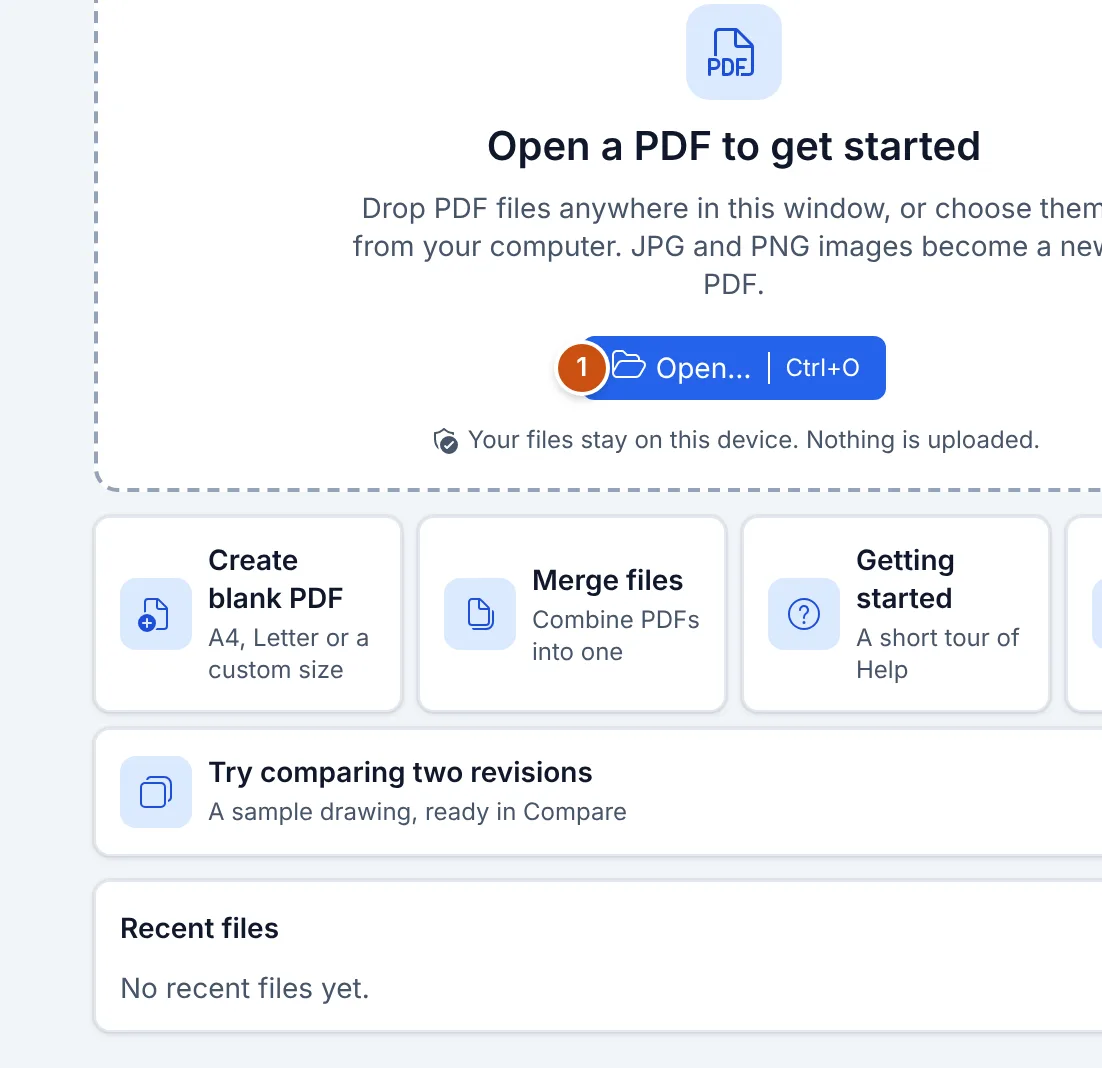 PDF
Open a PDF to get started
Drop PDF files anywhere in this window, or choose them
from your computer. JPG and PNG images become a new
PDF.
1 Open... | Ctrl+O
Your files stay on this device. Nothing is uploaded.
Create
blank PDF
A4, Letter or a
custom size
Merge files
Combine PDFs
into one
Getting
started
A short tour of
Help
Try comparing two revisions
A sample drawing, ready in Compare
Recent files
No recent files yet.